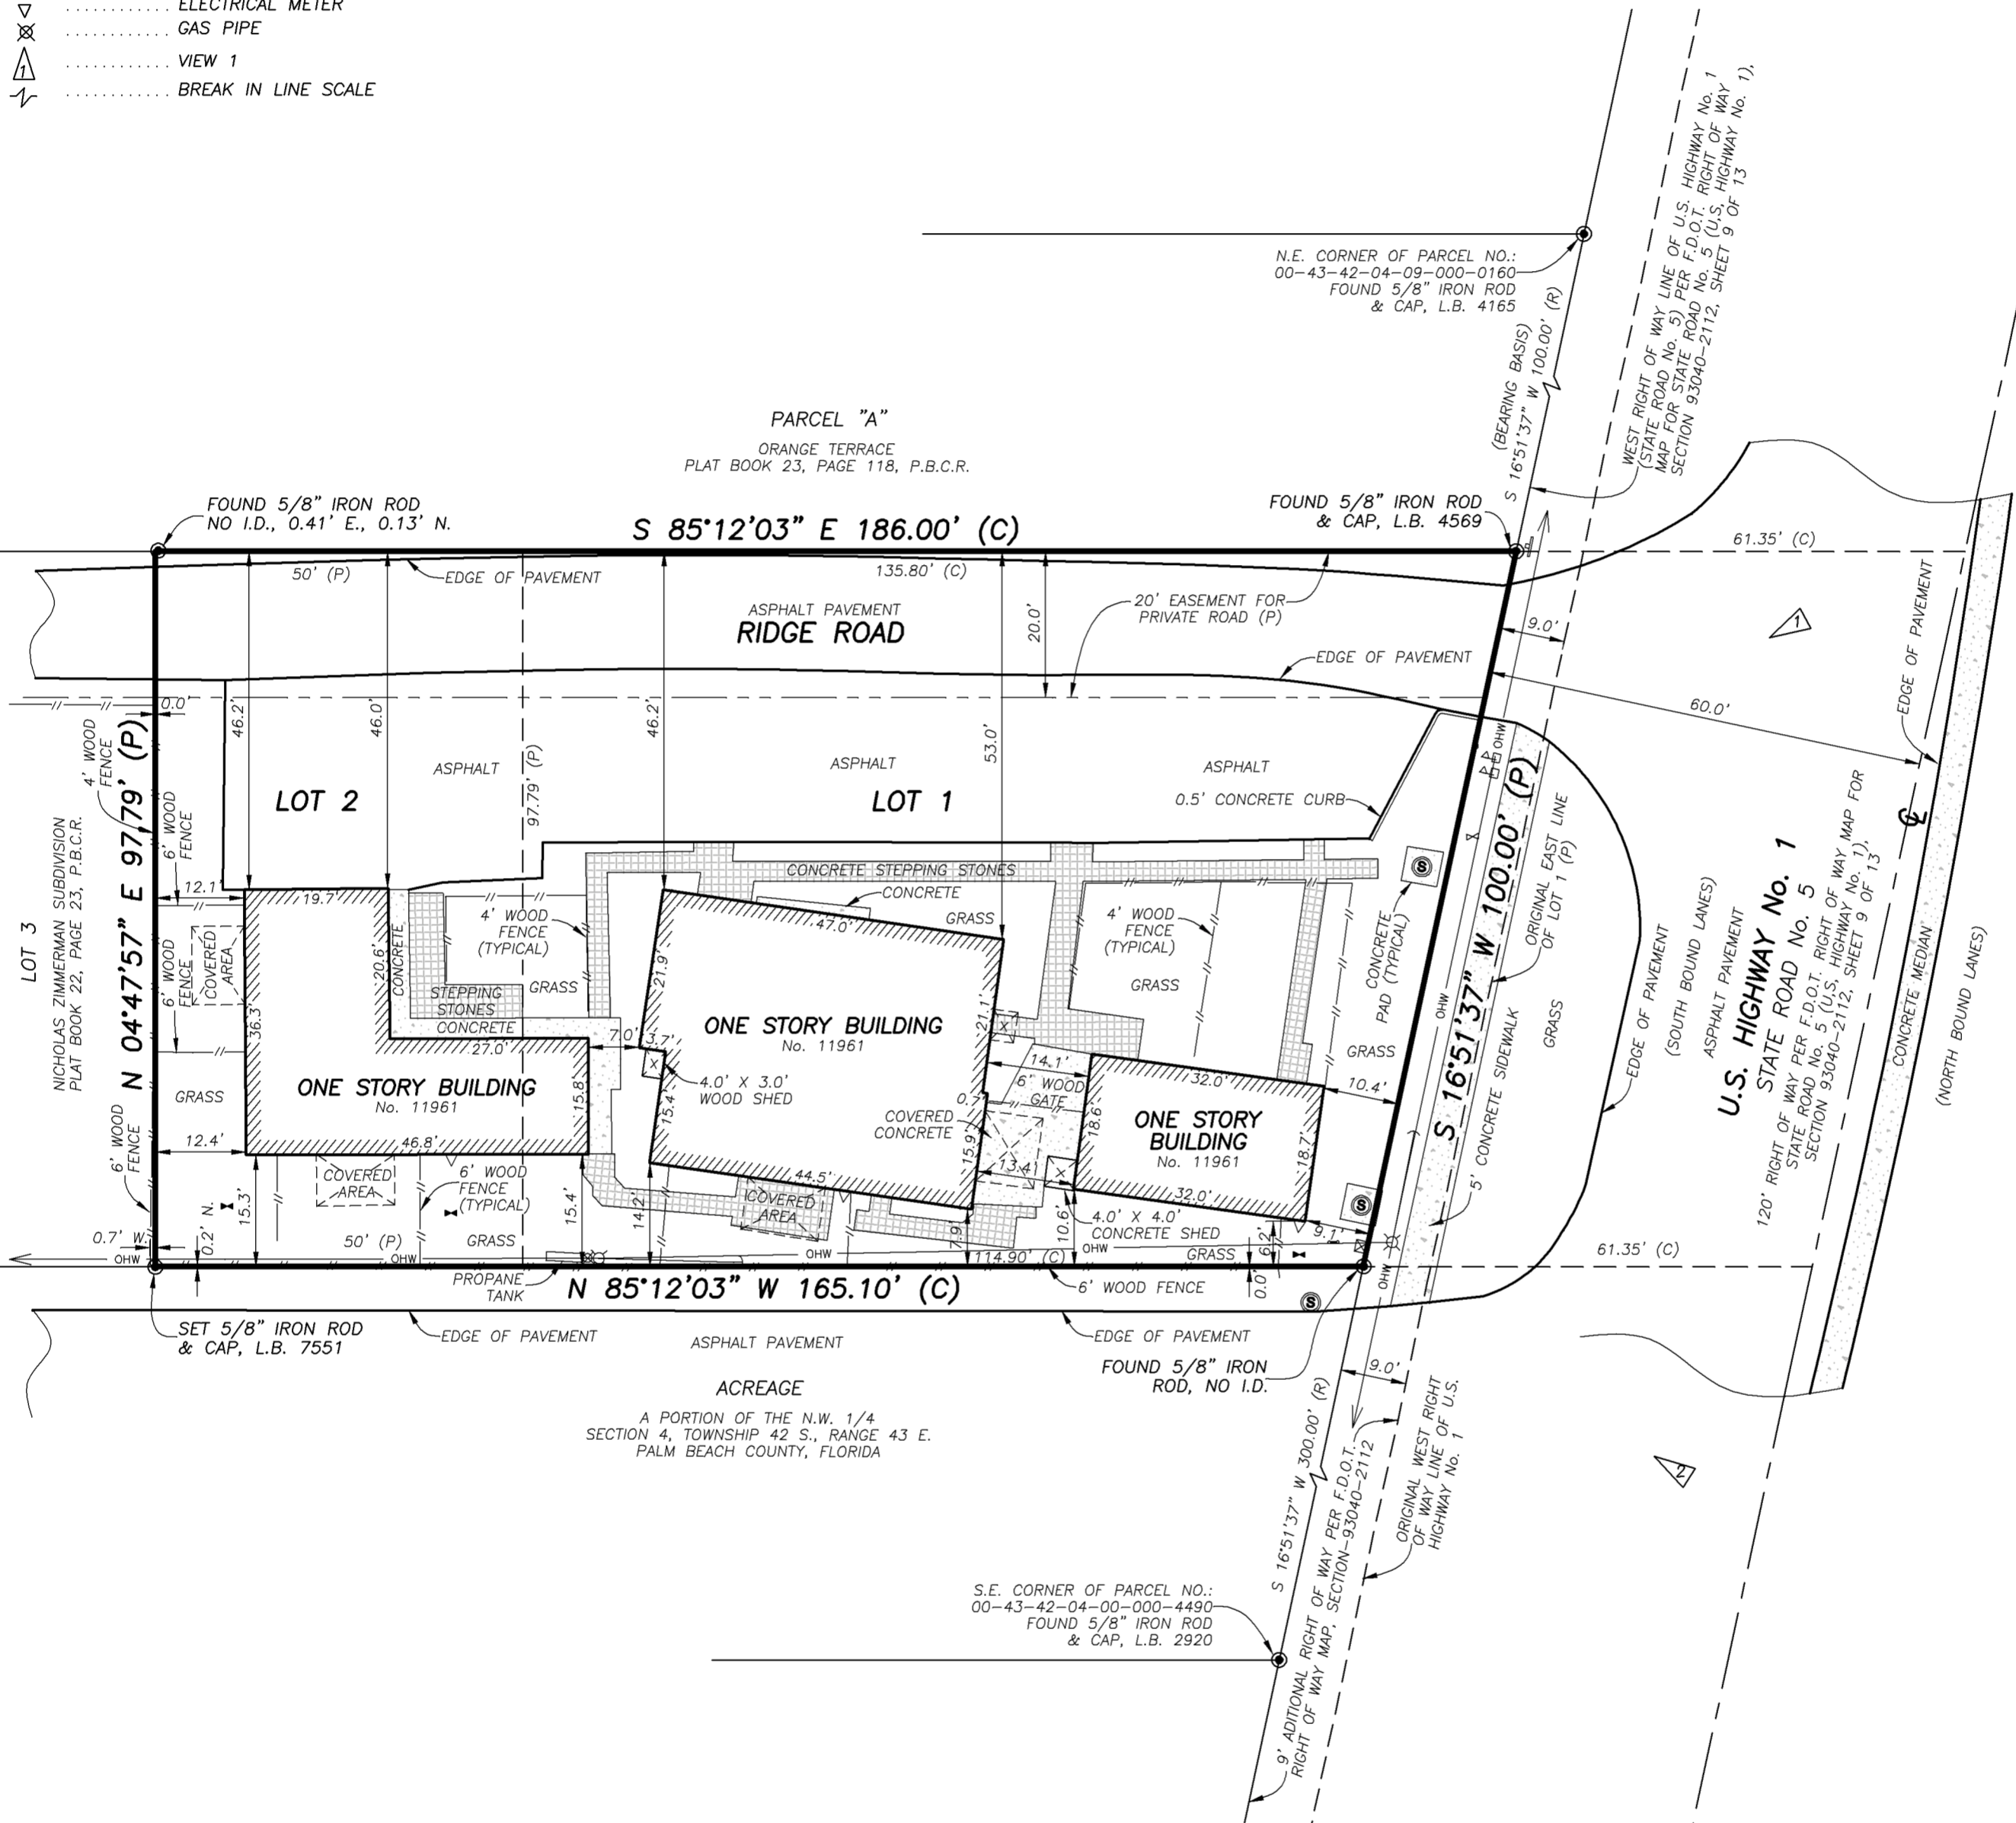 ELECTRICAL METER
GAS PIPE
1
VIEW 1
BREAK IN LINE SCALE
N.E. CORNER OF PARCEL NO.:
00-43-42-04-09-000-0160
FOUND 5/8" IRON ROD
& CAP, L.B. 4165
(BEARING BASIS)
S 16°51'37" W 100.00' (R)
WEST RIGHT OF WAY LINE OF U.S. HIGHWAY No. 1
(STATE ROAD No. 5) PER F.D.O.T. RIGHT OF WAY
MAP FOR STATE ROAD No. 5 (U.S. HIGHWAY No. 1),
SECTION 93040-2112, SHEET 9 OF 13
PARCEL "A"
ORANGE TERRACE
PLAT BOOK 23, PAGE 118, P.B.C.R.
FOUND 5/8" IRON ROD
NO I.D., 0.41' E., 0.13' N.
S 85°12'03" E 186.00' (C)
FOUND 5/8" IRON ROD
& CAP, L.B. 4569
61.35' (C)
50' (P)
EDGE OF PAVEMENT
135.80' (C)
ASPHALT PAVEMENT
RIDGE ROAD
20.0'
20' EASEMENT FOR
PRIVATE ROAD (P)
EDGE OF PAVEMENT
9.0'
1
EDGE OF PAVEMENT
60.0'
0.0'
46.2'
46.0'
46.2'
53.0'
4' WOOD
FENCE
N 04°47'57" E 97.79' (P)
6' WOOD
FENCE
ASPHALT
97.79' (P)
ASPHALT
ASPHALT
LOT 2
LOT 1
0.5' CONCRETE CURB
OHW
LOT 3
NICHOLAS ZIMMERMAN SUBDIVISION
PLAT BOOK 22, PAGE 23, P.B.C.R.
12.1'
19.7'
CONCRETE STEPPING STONES
CONCRETE
GRASS
47.0'
4' WOOD
FENCE
(TYPICAL)
4' WOOD
FENCE
(TYPICAL)
GRASS
S
CONCRETE
PAD (TYPICAL)
6' WOOD
FENCE
COVERED
AREA
36.3'
20.6'
CONCRETE
STEPPING
STONES
GRASS
CONCRETE
27.0'
21.9'
7.0'
3.7'
X
4.0' X 3.0'
WOOD SHED
15.4'
ONE STORY BUILDING
No. 11961
21.1'
X
14.1'
6' WOOD
GATE
0.7'
COVERED
CONCRETE
15.9'
13.4'
X
18.6'
32.0'
GRASS
10.4'
ONE STORY
BUILDING
No. 11961
18.7'
32.0'
S
OHW
S 16°51'37" W 100.00' (P)
5' CONCRETE SIDEWALK
ORIGINAL EAST LINE
OF LOT 1 (P)
GRASS
EDGE OF PAVEMENT
(SOUTH BOUND LANES)
ASPHALT PAVEMENT
U.S. HIGHWAY No. 1
STATE ROAD No. 5
120' RIGHT OF WAY PER F.D.O.T. RIGHT OF WAY MAP FOR
STATE ROAD No. 5 (U.S. HIGHWAY No. 1),
SECTION 93040-2112, SHEET 9 OF 13
CONCRETE MEDIAN
(NORTH BOUND LANES)
GRASS
ONE STORY BUILDING
No. 11961
15.8'
12.4'
46.8'
6' WOOD
FENCE
COVERED
AREA
6' WOOD
FENCE
(TYPICAL)
44.5'
COVERED
AREA
4.0' X 4.0'
CONCRETE SHED
0.7' W.
0.2' N.
15.3'
15.4'
14.2'
7.9'
10.6'
6.2'
9.1'
0.0'
OHW
50' (P)
OHW
GRASS
OHW
114.90' (C)
OHW
GRASS
OHW
61.35' (C)
PROPANE
TANK
N 85°12'03" W 165.10' (C)
6' WOOD FENCE
S
SET 5/8" IRON ROD
& CAP, L.B. 7551
EDGE OF PAVEMENT
ASPHALT PAVEMENT
EDGE OF PAVEMENT
FOUND 5/8" IRON
ROD, NO I.D.
9.0'
ACREAGE
A PORTION OF THE N.W. 1/4
SECTION 4, TOWNSHIP 42 S., RANGE 43 E.
PALM BEACH COUNTY, FLORIDA
S 16°51'37" W 300.00' (R)
9' ADITIONAL RIGHT OF WAY PER F.D.O.T.
RIGHT OF WAY MAP, SECTION-93040-2112
ORIGINAL WEST RIGHT
OF WAY LINE OF U.S.
HIGHWAY No. 1
2
S.E. CORNER OF PARCEL NO.:
00-43-42-04-00-000-4490
FOUND 5/8" IRON ROD
& CAP, L.B. 2920